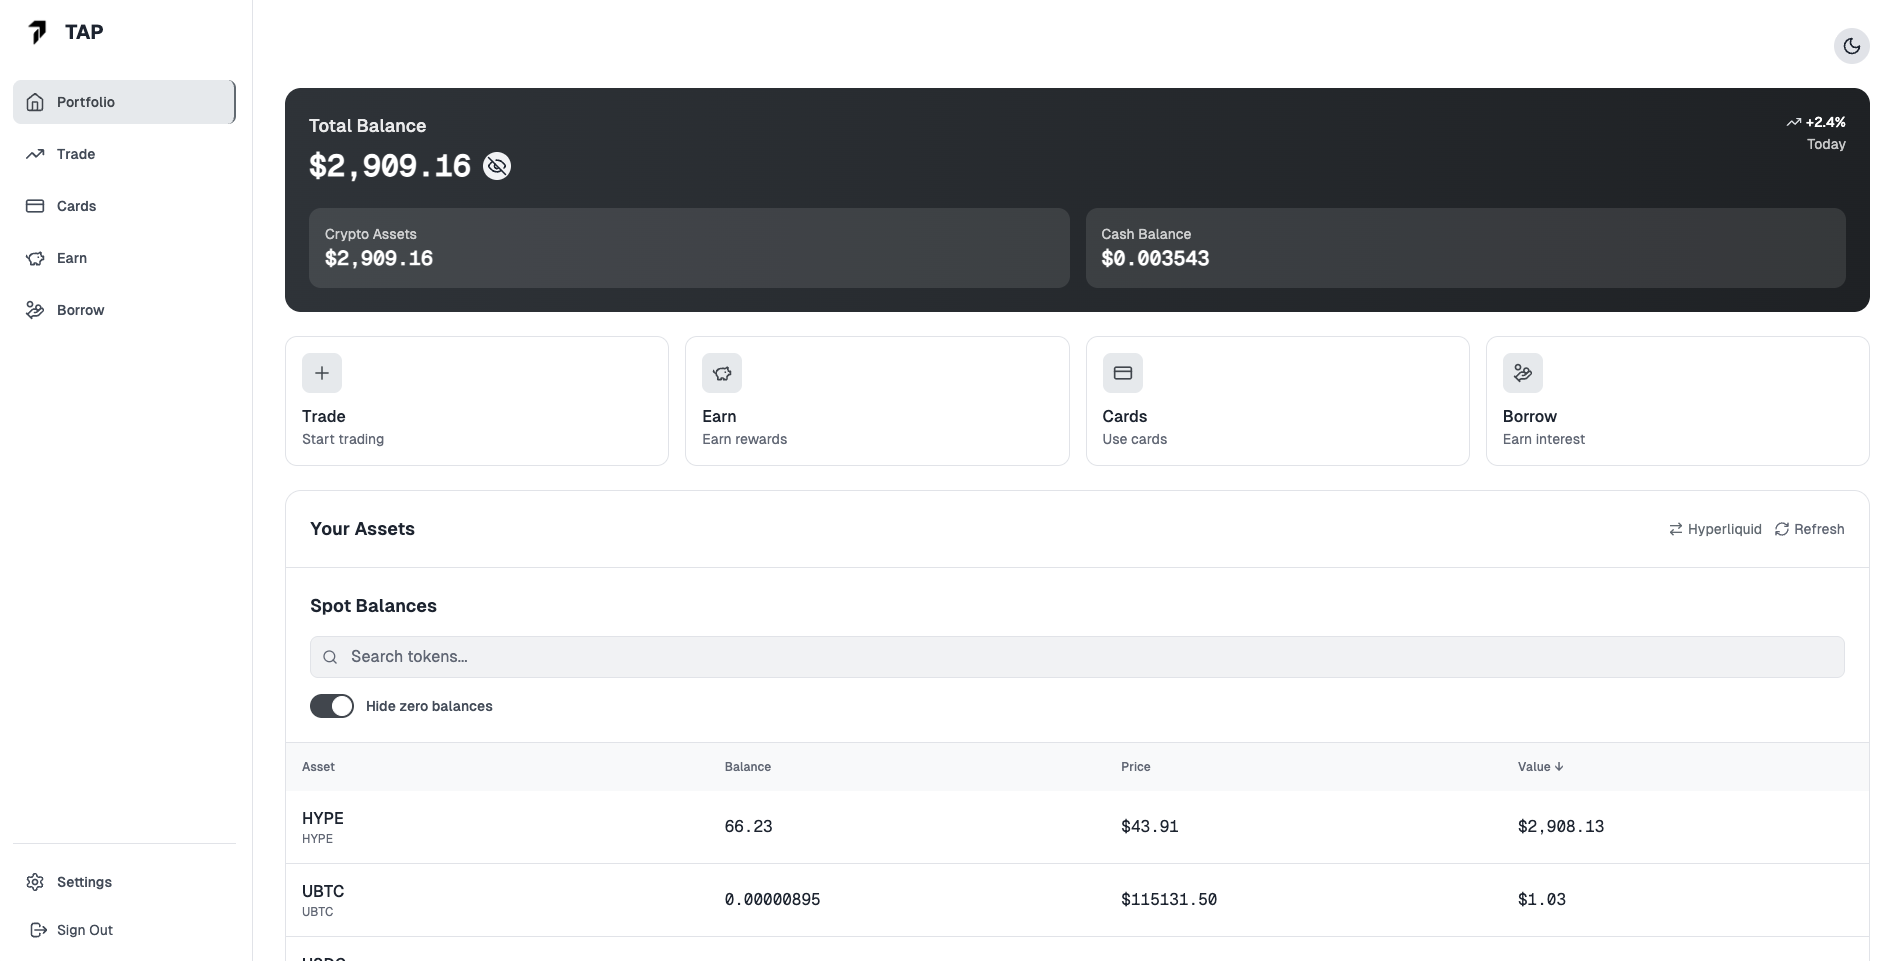 TAP
Portfolio
Trade
Cards
Earn
Borrow
Settings
Sign Out
Total Balance
$2,909.16
+2.4%
Today
Crypto Assets
$2,909.16
Cash Balance
$0.003543
Trade
Start trading
Earn
Earn rewards
Cards
Use cards
Borrow
Earn interest
Your Assets
Hyperliquid Refresh
Spot Balances
Search tokens...
Hide zero balances
Asset Balance Price Value ↓
HYPE
HYPE
66.23 $43.91 $2,908.13
UBTC
UBTC
0.00000895 $115131.50 $1.03